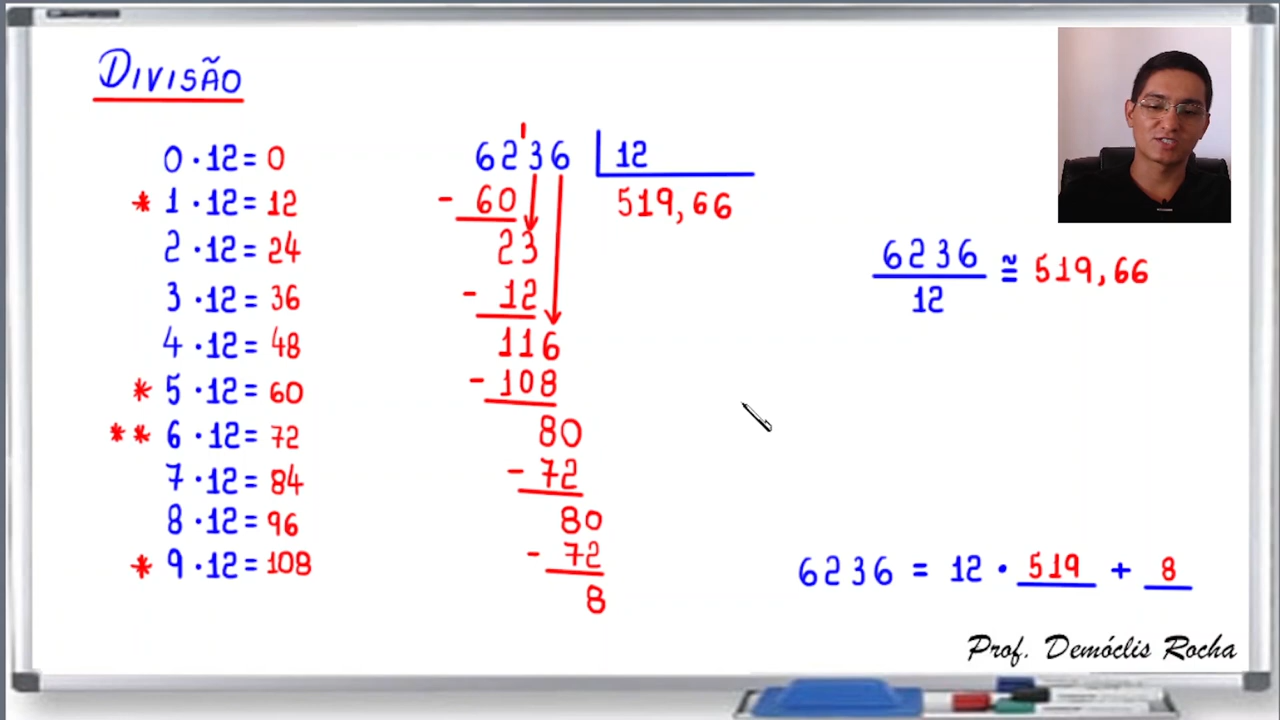 DIVISÃO
0 · 12 = 0
* 1 · 12 = 12
2 · 12 = 24
3 · 12 = 36
4 · 12 = 48
* 5 · 12 = 60
** 6 · 12 = 72
7 · 12 = 84
8 · 12 = 96
* 9 · 12 = 108
62'36 | 12
- 60 519,66
23
- 12
116
- 108
80
- 72
80
- 72
8
6236
12
≅ 519,66
6236 = 12 · 519 + 8
Prof. Demóclis Rocha